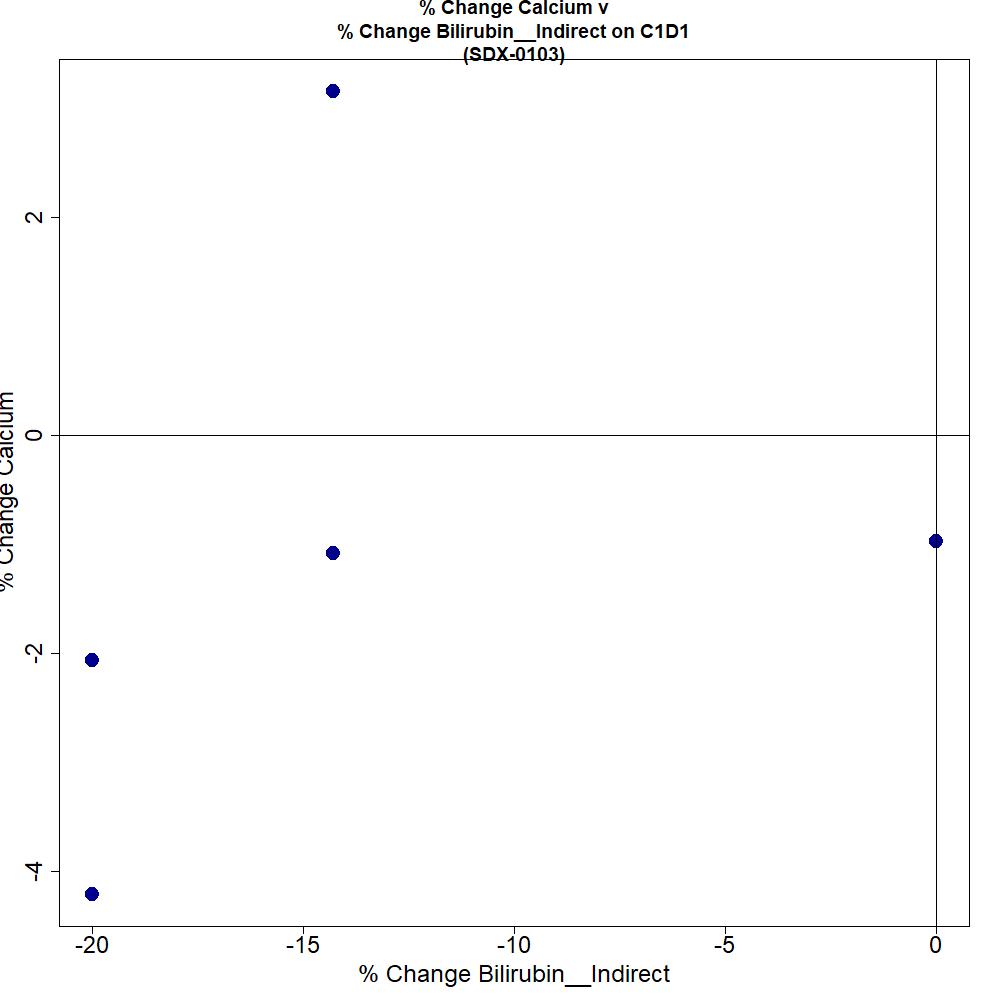 % Change Calcium v
% Change Bilirubin__Indirect on C1D1
(SDX-0103)
% Change Calcium
2
0
-2
-4
-20
-15
-10
-5
0
% Change Bilirubin__Indirect